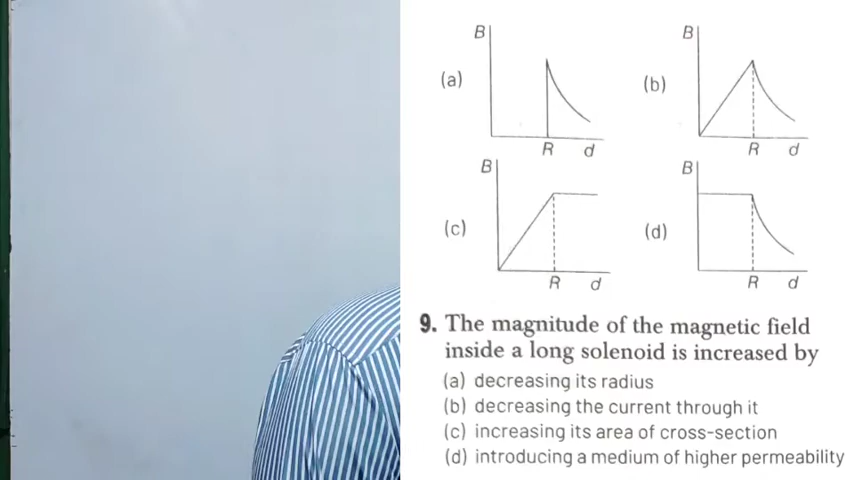 B
B
(a)
(b)
R d
R d
B
B
(c)
(d)
R d
R d
9. The magnitude of the magnetic field
inside a long solenoid is increased by
(a) decreasing its radius
(b) decreasing the current through it
(c) increasing its area of cross-section
(d) introducing a medium of higher permeability